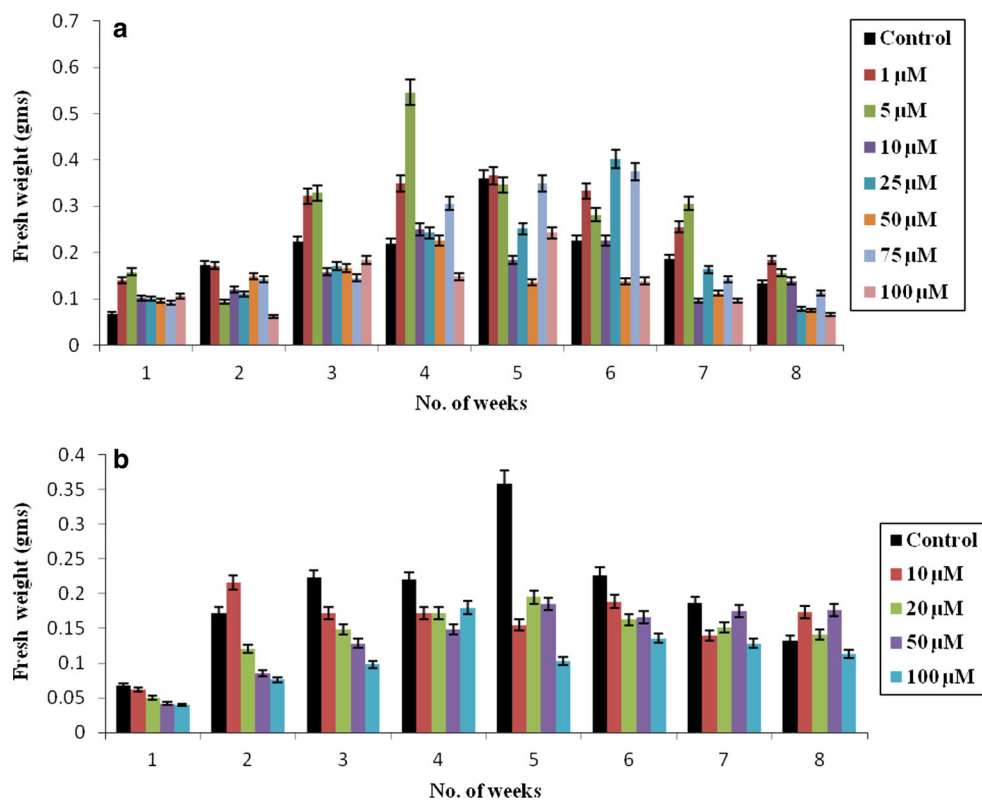 a
0.7
0.6
0.5
0.4
0.3
0.2
0.1
0
Fresh weight (gms)
1 2 3 4 5 6 7 8
No. of weeks
Control
1 µM
5 µM
10 µM
25 µM
50 µM
75 µM
100 µM
b
0.4
0.35
0.3
0.25
0.2
0.15
0.1
0.05
0
Fresh weight (gms)
1 2 3 4 5 6 7 8
No. of weeks
Control
10 µM
20 µM
50 µM
100 µM